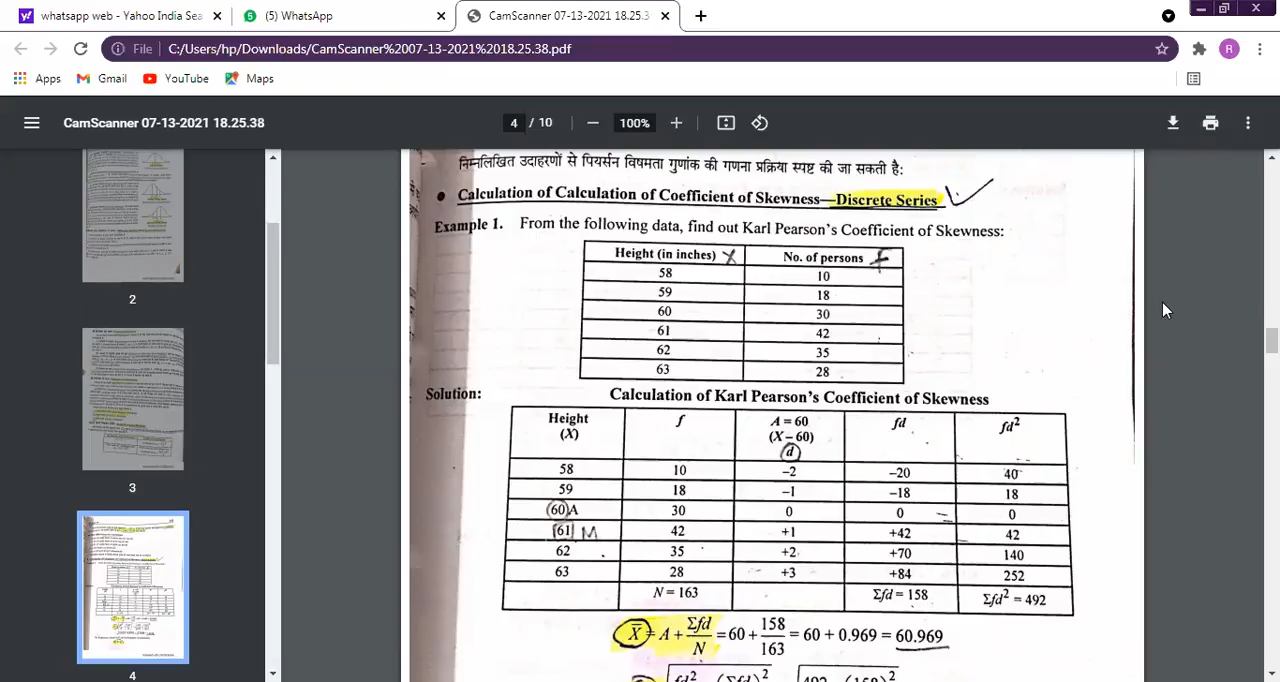 whatsapp web - Yahoo India Sea
(5) WhatsApp
CamScanner 07-13-2021 18.25.3
File C:/Users/hp/Downloads/CamScanner%2007-13-2021%2018.25.38.pdf
R
Apps Gmail YouTube Maps
CamScanner 07-13-2021 18.25.38
4 / 10
100%
2
3
4
निम्नलिखित उदाहरणों से पियर्सन विषमता गुणांक की गणना प्रक्रिया स्पष्ट की जा सकती है:
● Calculation of Calculation of Coefficient of Skewness—Discrete Series
Example 1. From the following data, find out Karl Pearson's Coefficient of Skewness:
Height (in inches) X No. of persons f
58 10
59 18
60 30
61 42
62 35
63 28
Solution: Calculation of Karl Pearson's Coefficient of Skewness
Height (X) f A = 60 (X – 60) d fd fd²
58 10 –2 –20 40
59 18 –1 –18 18
60 A 30 0 0 0
61 M 42 +1 +42 42
62 35 +2 +70 140
63 28 +3 +84 252
N = 163 Σfd = 158 Σfd² = 492
X̄ = A + Σfd/N = 60 + 158/163 = 60 + 0.969 = 60.969